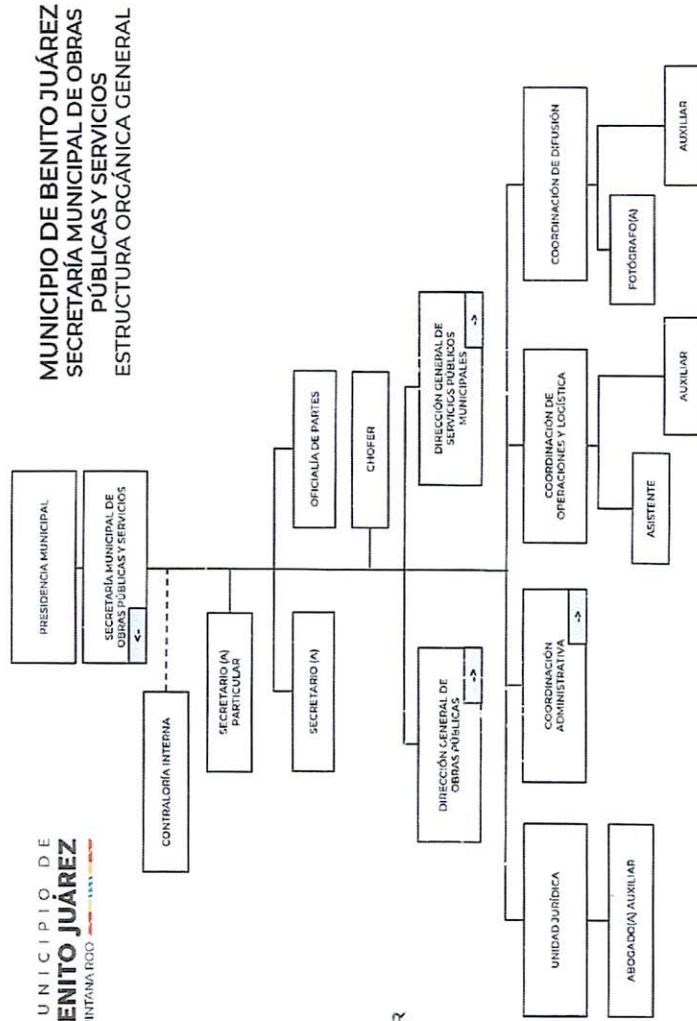 UNICIPIO DE
ENITO JUÁREZ
INTANA ROO
MUNICIPIO DE BENITO JUÁREZ
SECRETARÍA MUNICIPAL DE OBRAS
PÚBLICAS Y SERVICIOS
ESTRUCTURA ORGÁNICA GENERAL
PRESIDENCIA MUNICIPAL
SECRETARÍA MUNICIPAL DE
OBRAS PÚBLICAS Y SERVICIOS
<-
CONTRALORÍA INTERNA
SECRETARIO (A)
PARTICULAR
SECRETARIO (A)
OFICIALÍA DE PARTES
CHOFER
DIRECCIÓN GENERAL DE
OBRAS PÚBLICAS
->
DIRECCIÓN GENERAL DE
SERVICIOS PÚBLICOS
MUNICIPALES
->
R
UNIDAD JURÍDICA
COORDINACIÓN
ADMINISTRATIVA
->
COORDINACIÓN DE
OPERACIONES Y LOGÍSTICA
COORDINACIÓN DE DIFUSIÓN
ABOGADO(A) AUXILIAR
ASISTENTE
AUXILIAR
FOTÓGRAFO(A)
AUXILIAR